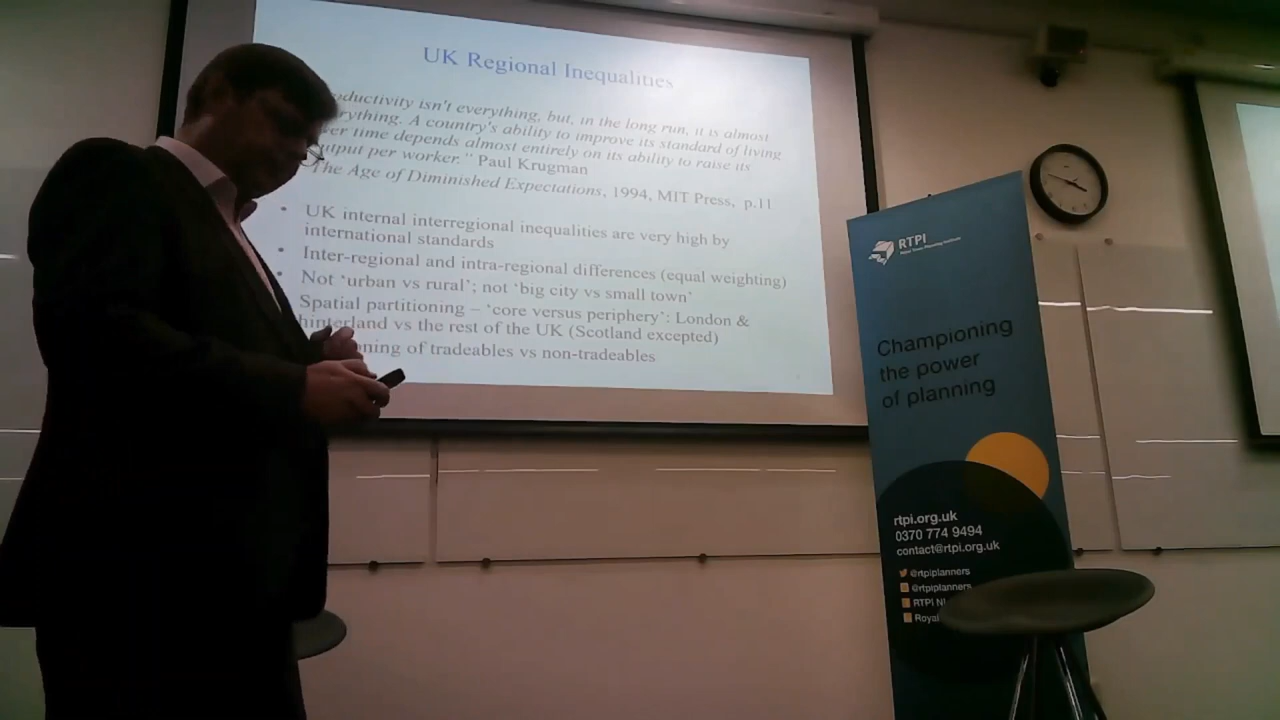 UK Regional Inequalities
ductivity isn't everything, but, in the long run, it is almost
rything. A country's ability to improve its standard of living
er time depends almost entirely on its ability to raise its
utput per worker." Paul Krugman
The Age of Diminished Expectations, 1994, MIT Press, p.11
• UK internal interregional inequalities are very high by
international standards
• Inter-regional and intra-regional differences (equal weighting)
• Not 'urban vs rural'; not 'big city vs small town'
Spatial partitioning – 'core versus periphery': London &
hinterland vs the rest of the UK (Scotland excepted)
ning of tradeables vs non-tradeables
RTPI
Royal Town Planning Institute
Championing
the power
of planning
rtpi.org.uk
0370 774 9494
contact@rtpi.org.uk
@rtpiplanners
@rtpiplanners
RTPI
Royal